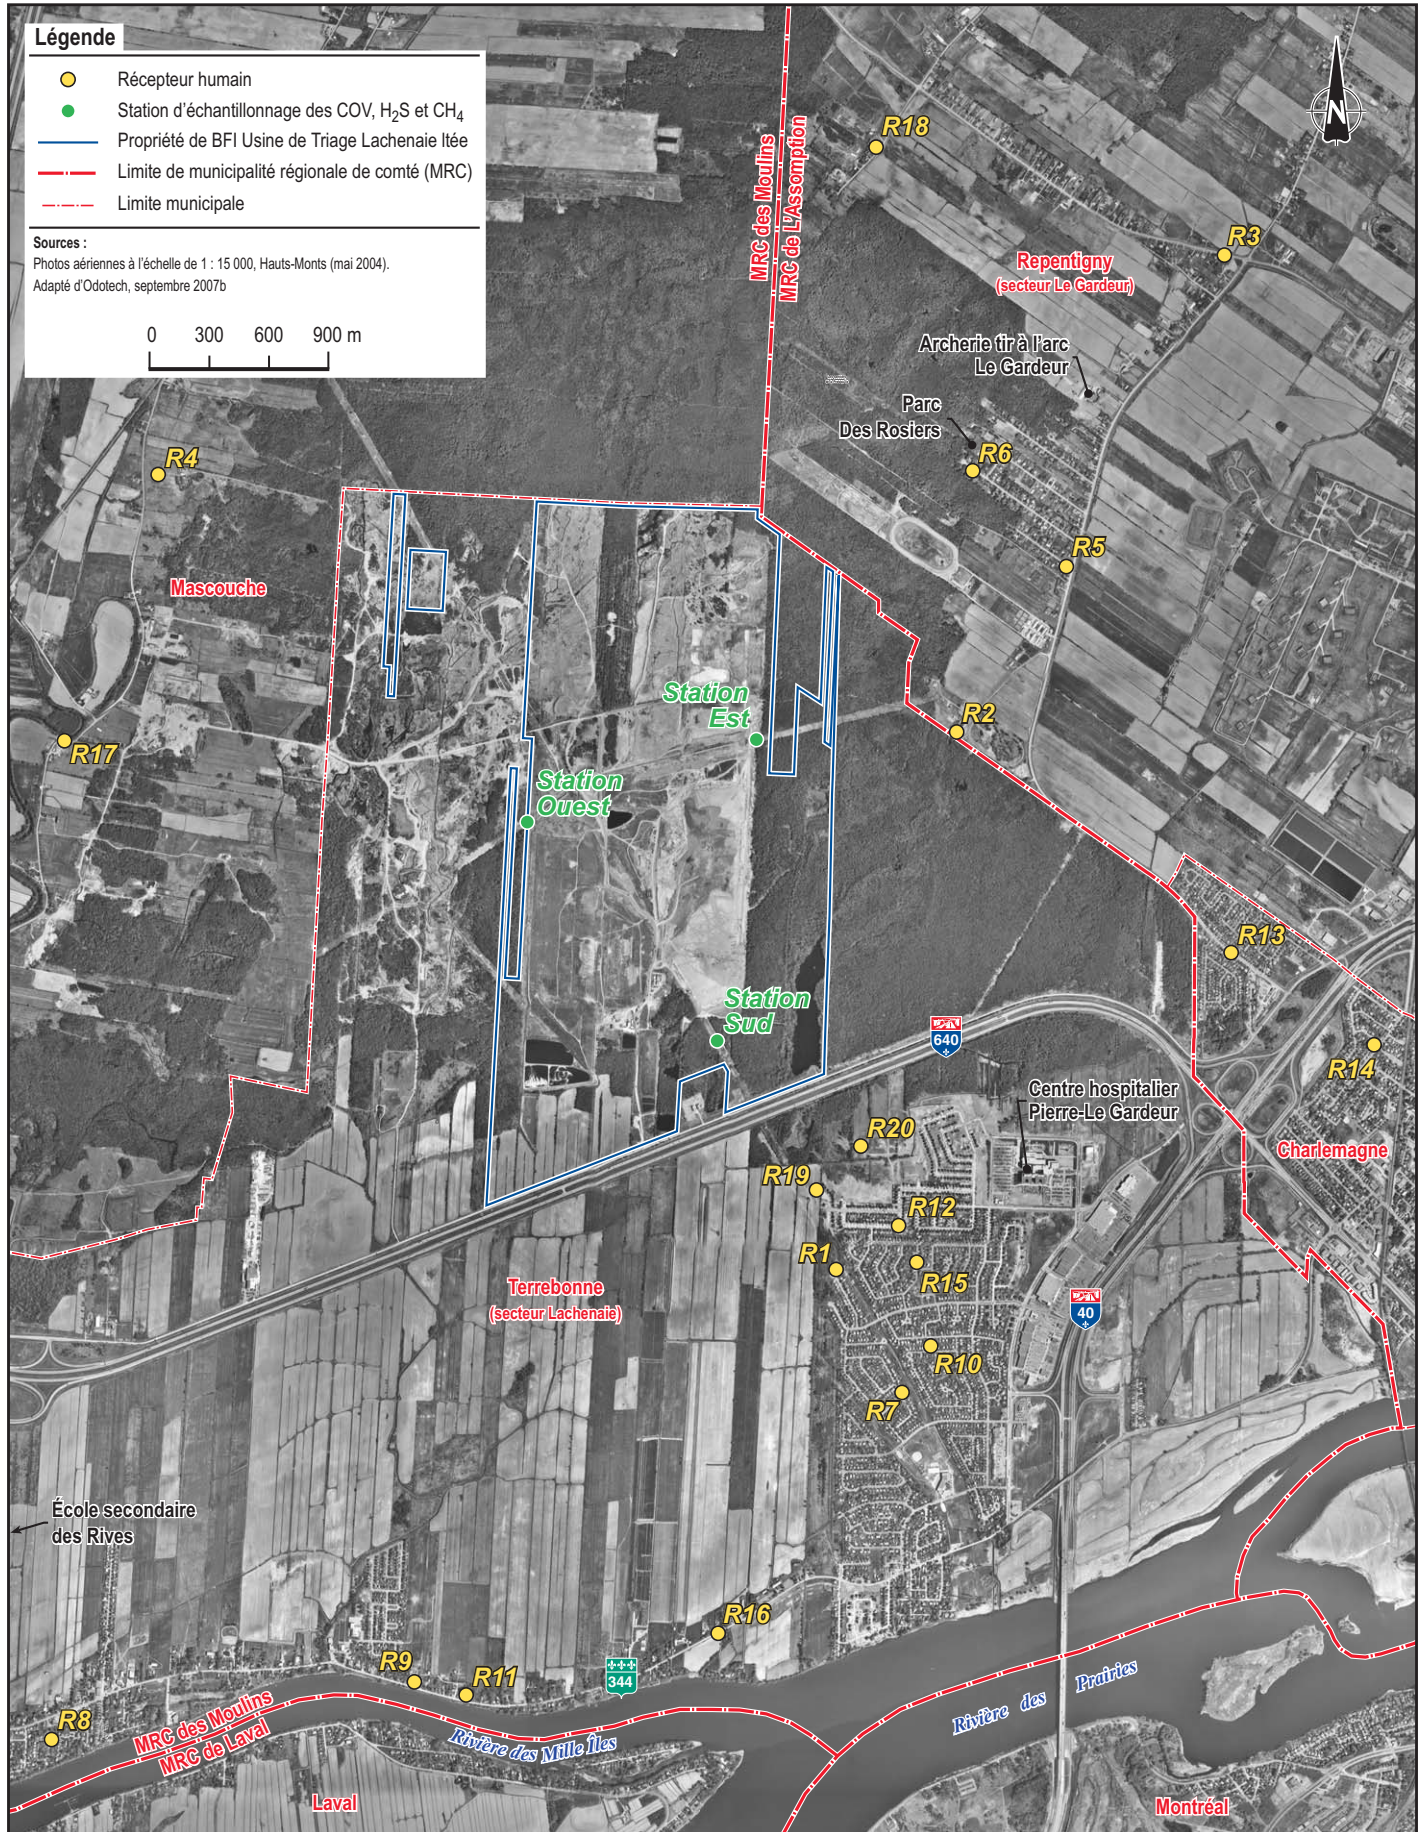 Légende
Récepteur humain
Station d'échantillonnage des COV, H₂S et CH₄
Propriété de BFI Usine de Triage Lachenaie ltée
Limite de municipalité régionale de comté (MRC)
Limite municipale
Sources :
Photos aériennes à l'échelle de 1 : 15 000, Hauts-Monts (mai 2004).
Adapté d'Odotech, septembre 2007b
0 300 600 900 m
N
MRC des Moulins
MRC de L'Assomption
R18
R3
Repentigny
(secteur Le Gardeur)
Archerie tir à l'arc
Le Gardeur
Parc
Des Rosiers
R6
R4
R5
Mascouche
Station
Est
R2
R17
Station
Ouest
R13
Station
Sud
640
R14
Centre hospitalier
Pierre-Le Gardeur
R20
Charlemagne
R19
R12
R1
R15
Terrebonne
(secteur Lachenaie)
40
R10
R7
École secondaire
des Rives
R16
R9
R11
344
R8
MRC des Moulins
MRC de Laval
Rivière des Mille Îles
Rivière des Prairies
Laval
Montréal